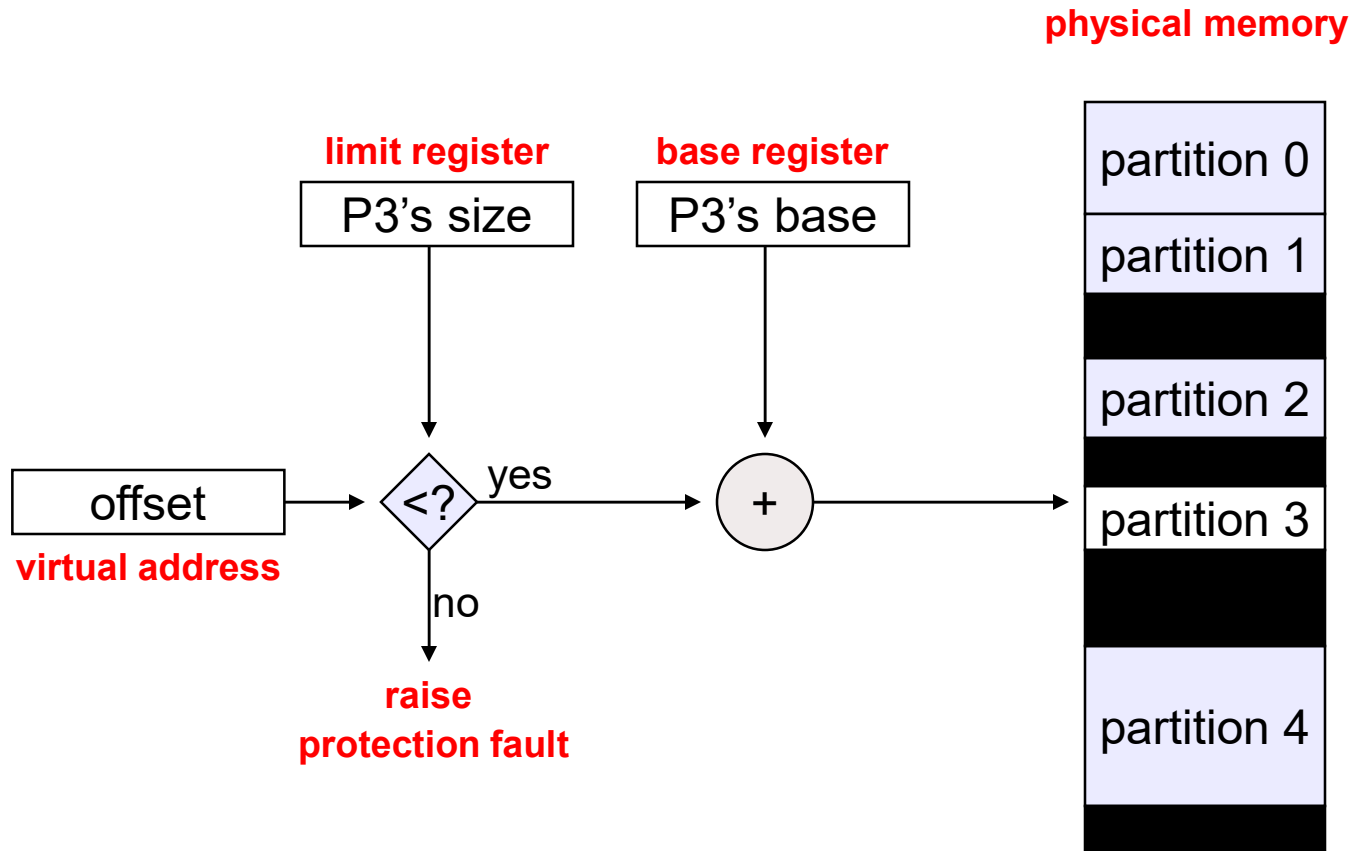 physical memory
limit register
base register
P3’s size
P3’s base
offset
virtual address
<?
yes
+
no
raise
protection fault
partition 0
partition 1
partition 2
partition 3
partition 4